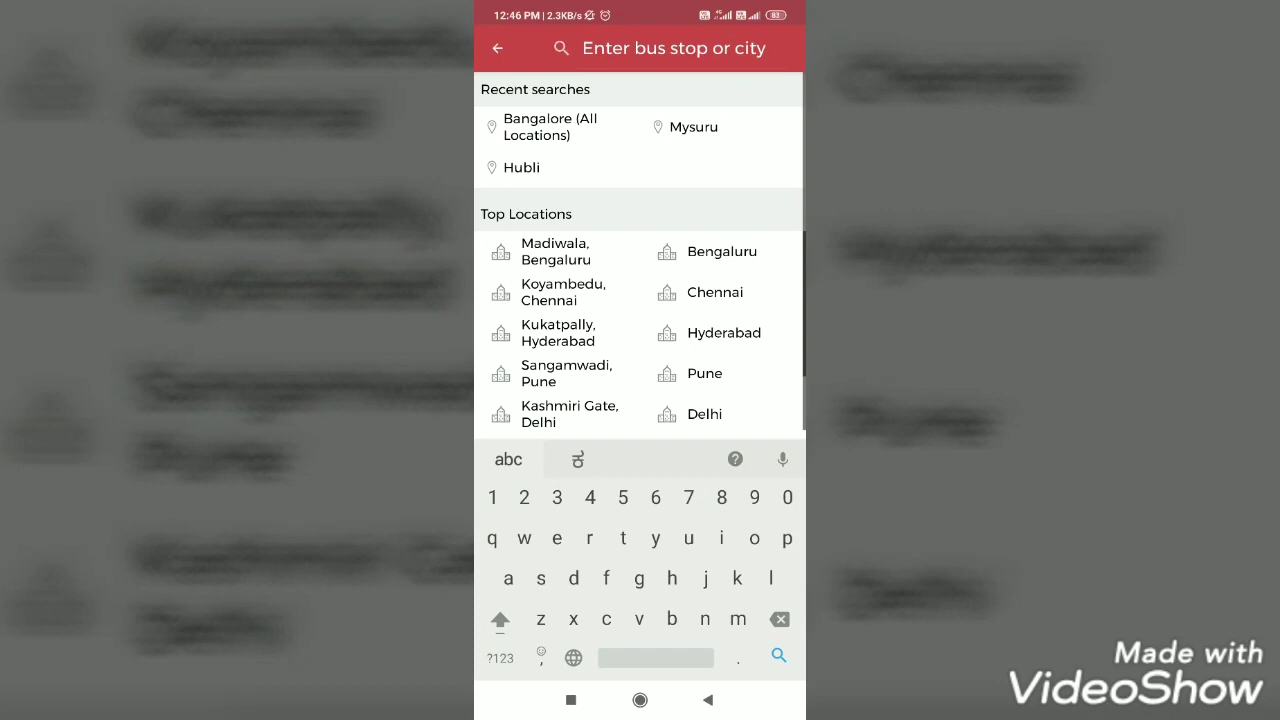 12:46 PM | 2.3KB/s
4G
83
Enter bus stop or city
Recent searches
Bangalore (All
Locations)
Mysuru
Hubli
Top Locations
Madiwala,
Bengaluru
Bengaluru
Koyambedu,
Chennai
Chennai
Kukatpally,
Hyderabad
Hyderabad
Sangamwadi,
Pune
Pune
Kashmiri Gate,
Delhi
Delhi
abc
ಕ
1 2 3 4 5 6 7 8 9 0
q w e r t y u i o p
a s d f g h j k l
z x c v b n m
?123 , .
Made with
VideoShow